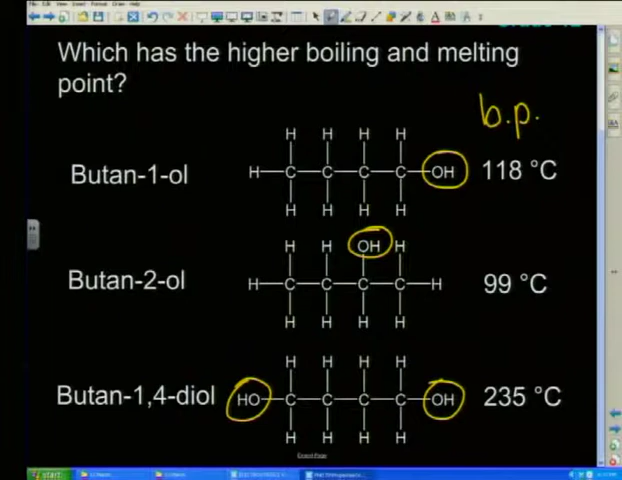 Which has the higher boiling and melting
point?
b.p.
H H H H
Butan-1-ol
H C C C C OH
118 °C
H H H H
H H OH H
Butan-2-ol
H C C C C H
99 °C
H H H H
H H H H
Butan-1,4-diol
HO C C C C OH
235 °C
H H H H
start